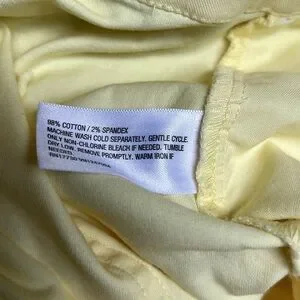 98% COTTON / 2% SPANDEX
MACHINE WASH COLD SEPARATELY. GENTLE CYCLE.
ONLY NON-CHLORINE BLEACH IF NEEDED. TUMBLE
DRY LOW. REMOVE PROMPTLY. WARM IRON IF
NEEDED.